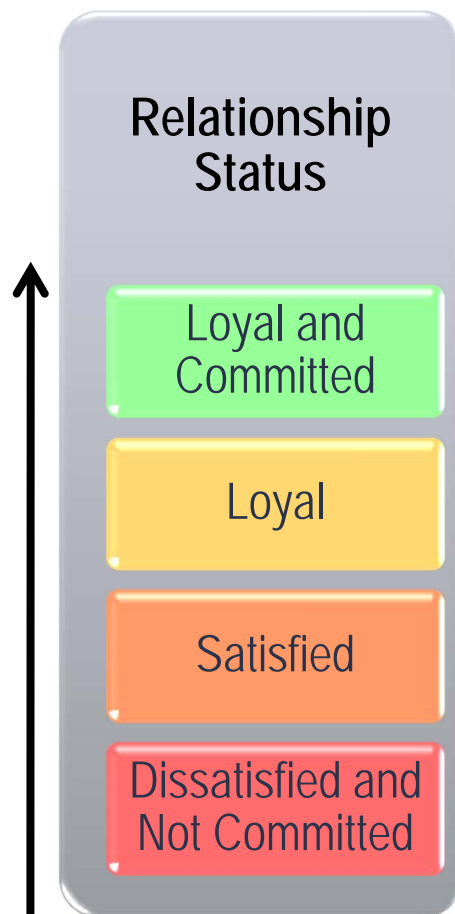 Relationship
Status
Loyal and
Committed
Loyal
Satisfied
Dissatisfied and
Not Committed